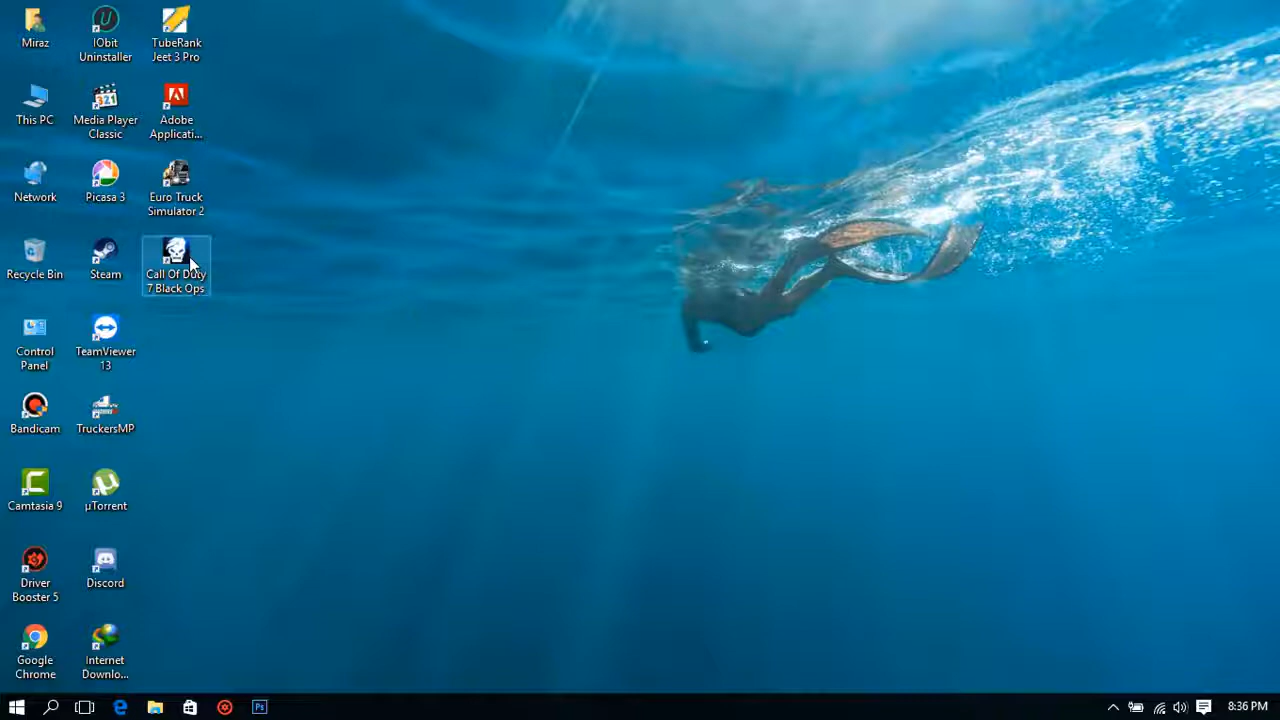 Miraz
IObit
Uninstaller
TubeRank
Jeet 3 Pro
This PC
Media Player
Classic
Adobe
Applicati...
Network
Picasa 3
Euro Truck
Simulator 2
Recycle Bin
Steam
Call Of Duty
7 Black Ops
Control
Panel
TeamViewer
13
Bandicam
TruckersMP
Camtasia 9
µTorrent
Driver
Booster 5
Discord
Google
Chrome
Internet
Downlo...
Ps
8:36 PM